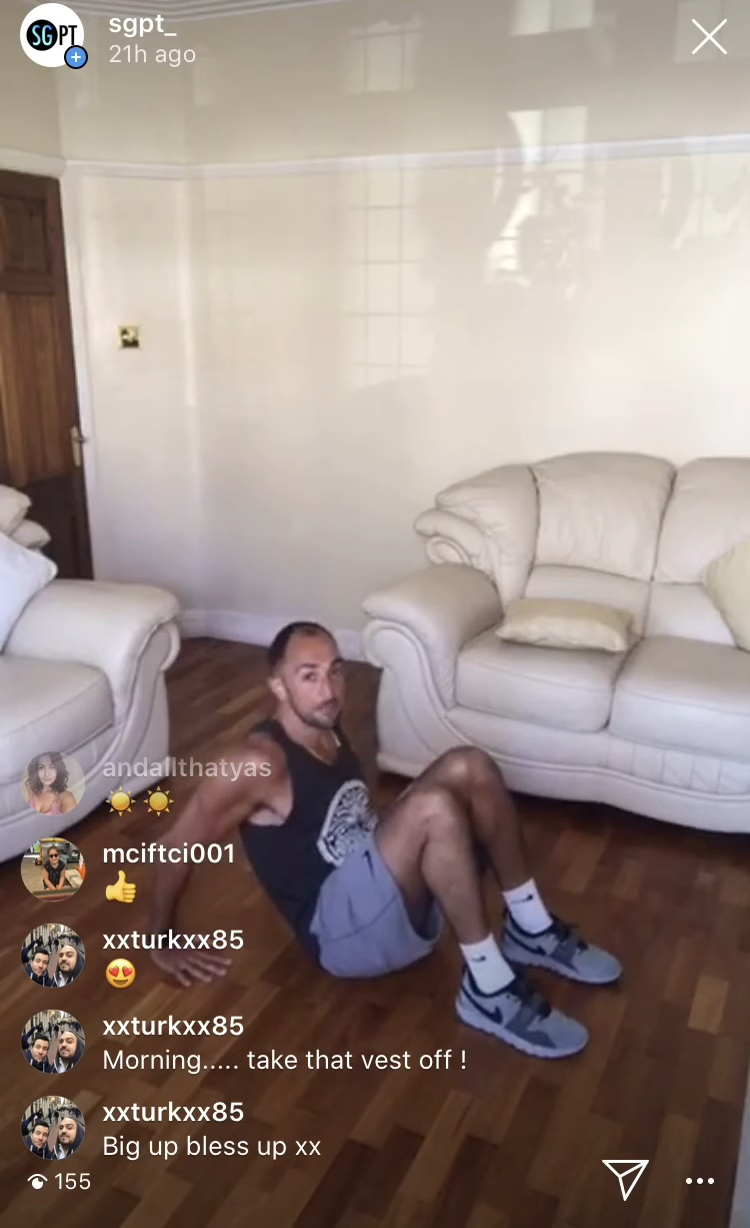 SGPT
sgpt_
21h ago
andallthatyas
☀️ ☀️
mciftci001
👍
xxturkxx85
😍
xxturkxx85
Morning..... take that vest off !
xxturkxx85
Big up bless up xx
155